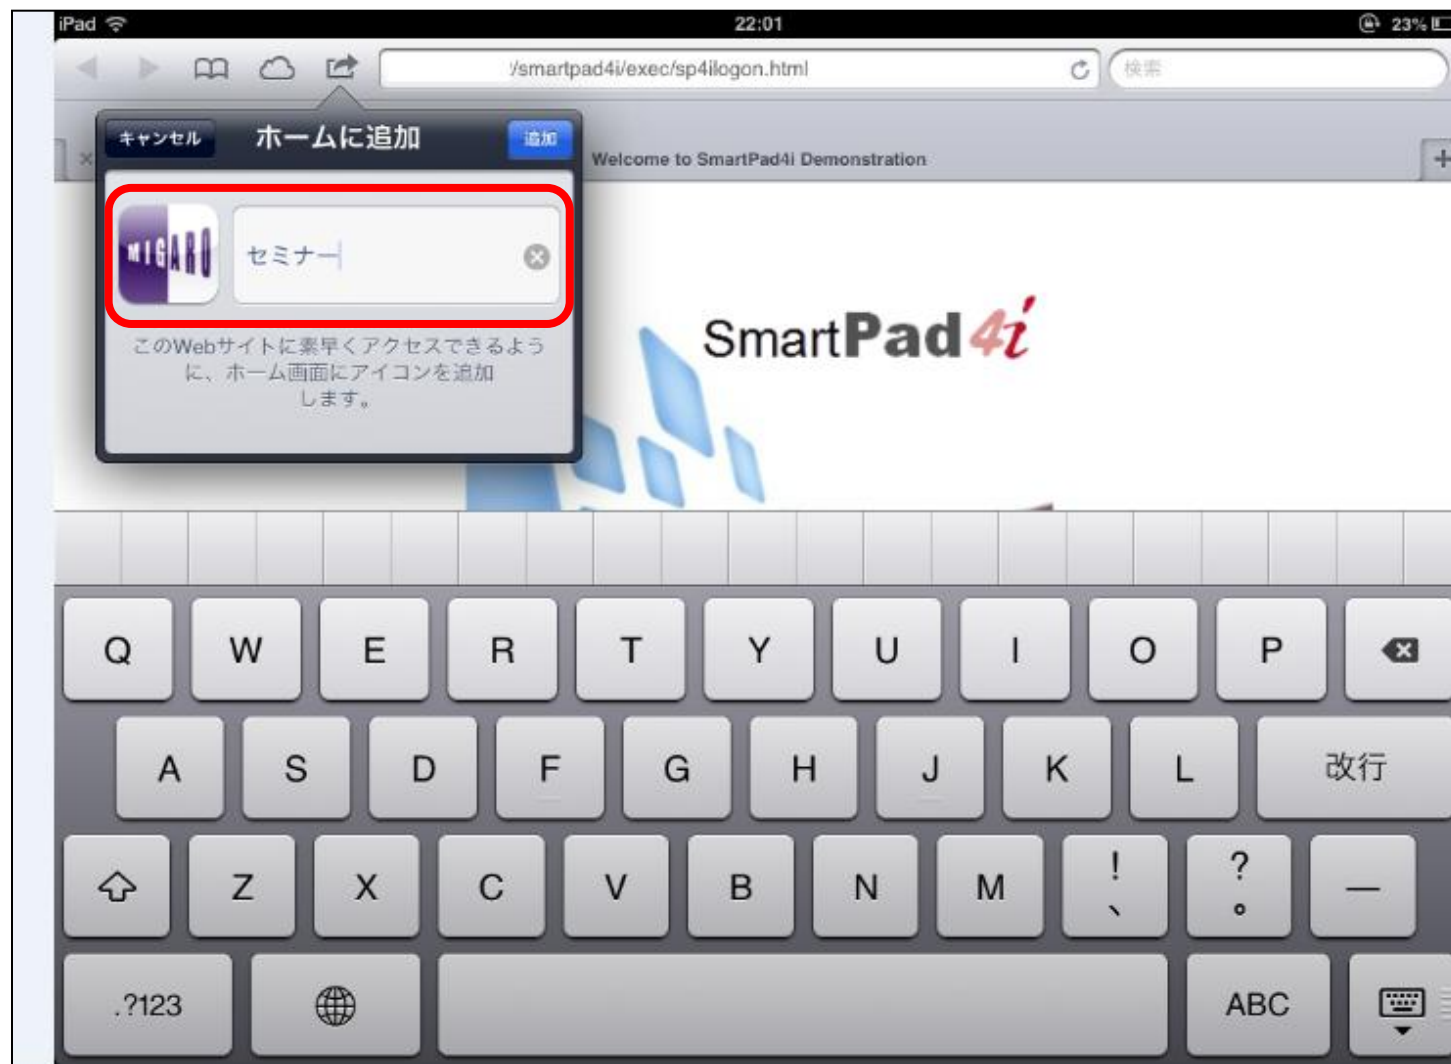 iPad 22:01 23%
/smartpad4i/exec/sp4ilogon.html 検索
キャンセル ホームに追加 追加
Welcome to SmartPad4i Demonstration
MIGARO セミナー
このWebサイトに素早くアクセスできるよう
に、ホーム画面にアイコンを追加
します。
SmartPad4i
Q W E R T Y U I O P
A S D F G H J K L 改行
Z X C V B N M ! 、 ? 。 ー
.?123 ABC